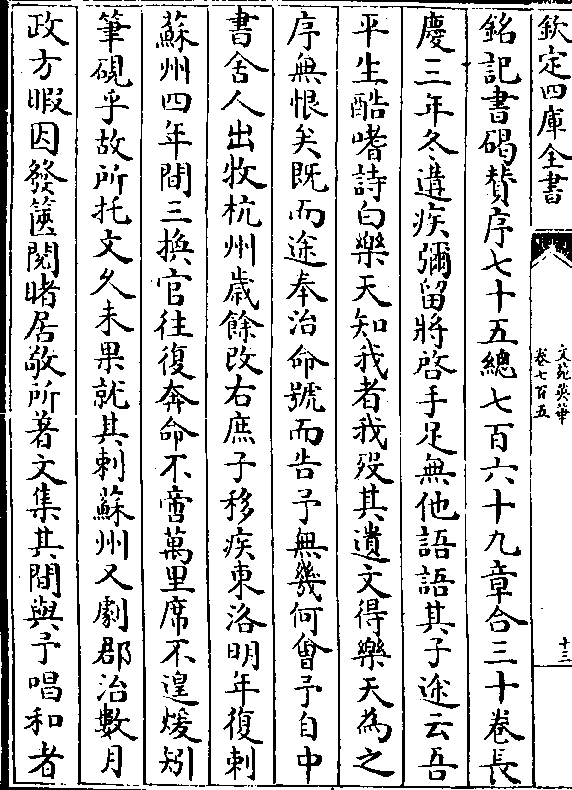 欽定四庫全書
文苑英華
卷七百五
十三
銘記書碣賛序七十五總七百六十九章合三十卷長
慶三年冬遘疾彌留將啓手足無他語語其子途云吾
平生酷嗜詩白樂天知我者我殁其遺文得樂天為之
序無恨矣既而途奉治命號而告予無幾何㑹予自中
書舎人出牧杭州歲餘改右庶子移疾東洛明年復刺
蘇州四年間三換官往復奔命不啻萬里席不遑煖矧
筆硯乎故所托文久未果就其刺蘇州又劇郡治數月
政方暇因發篋閱睹居敬所著文集其間與予唱和者